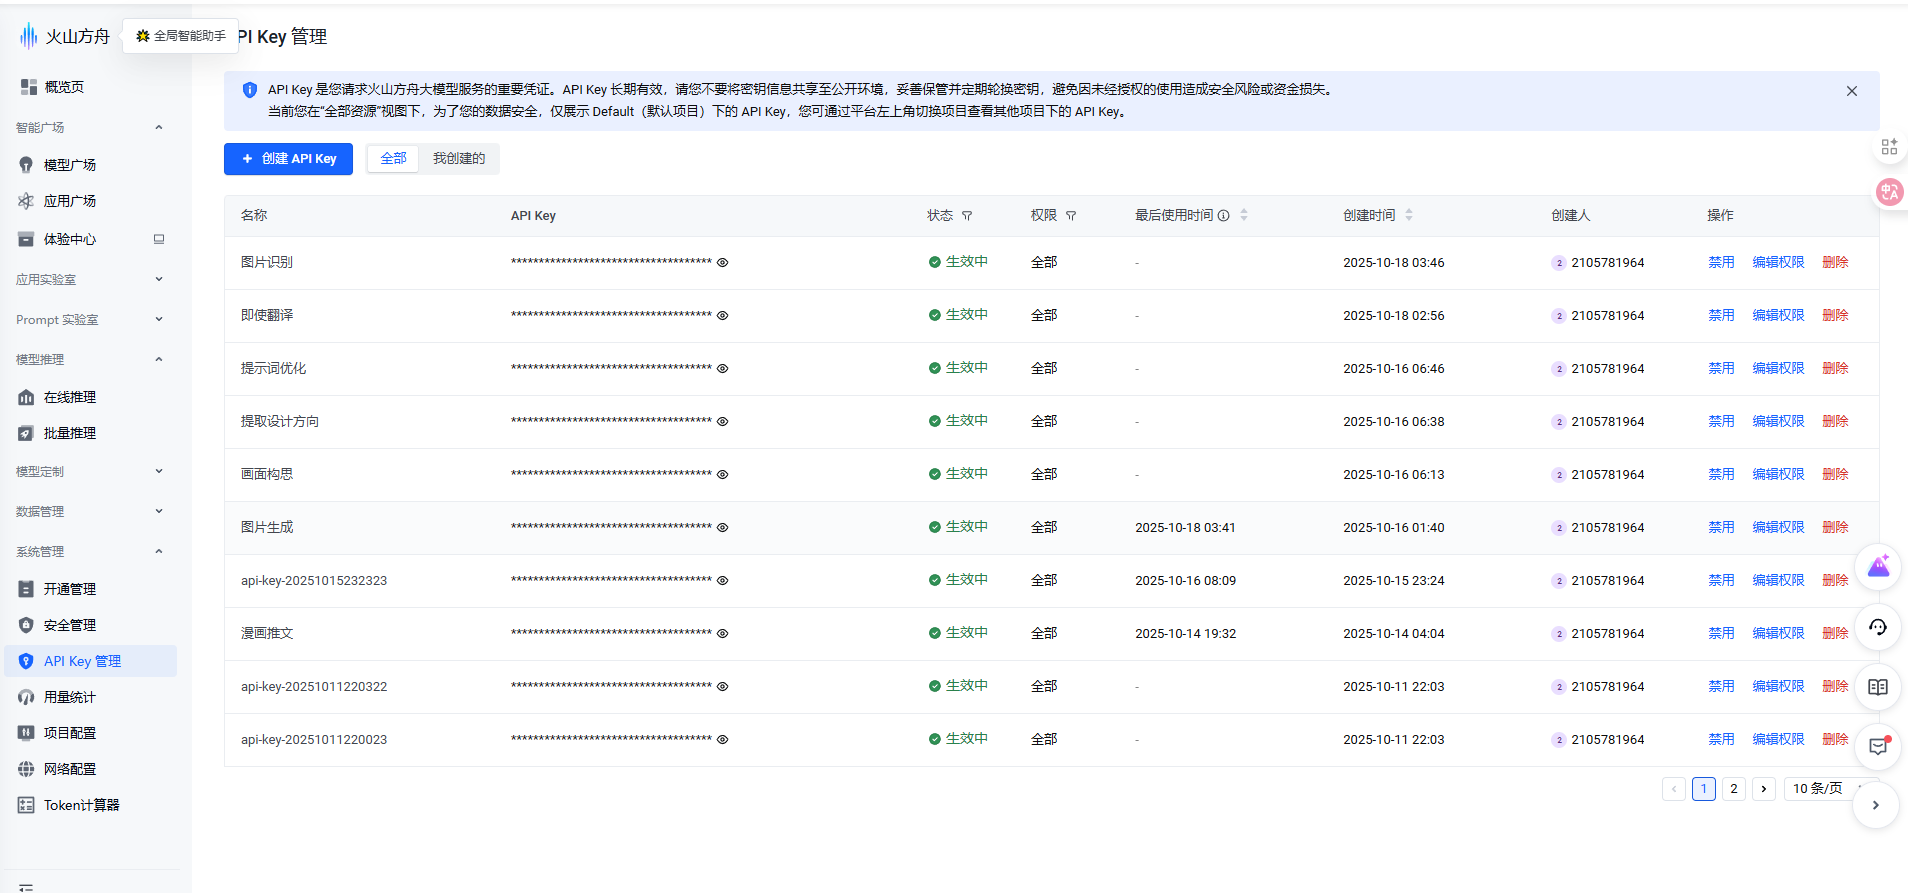 火山方舟
全局智能助手
PI Key 管理
概览页
智能广场
模型广场
应用广场
体验中心
应用实验室
Prompt 实验室
模型推理
在线推理
批量推理
模型定制
数据管理
系统管理
开通管理
安全管理
API Key 管理
用量统计
项目配置
网络配置
Token计算器
API Key 是您请求火山方舟大模型服务的重要凭证。API Key 长期有效，请您不要将密钥信息共享至公开环境，妥善保管并定期轮换密钥，避免因未经授权的使用造成安全风险或资金损失。
当前您在“全部资源”视图下，为了您的数据安全，仅展示 Default（默认项目）下的 API Key，您可通过平台左上角切换项目查看其他项目下的 API Key。
+ 创建 API Key 全部 我创建的
名称 API Key 状态 权限 最后使用时间 创建时间 创建人 操作
图片识别 ************************************ 生效中 全部 - 2025-10-18 03:46 2 2105781964 禁用 编辑权限 删除
即使翻译 ************************************ 生效中 全部 - 2025-10-18 02:56 2 2105781964 禁用 编辑权限 删除
提示词优化 ************************************ 生效中 全部 - 2025-10-16 06:46 2 2105781964 禁用 编辑权限 删除
提取设计方向 ************************************ 生效中 全部 - 2025-10-16 06:38 2 2105781964 禁用 编辑权限 删除
画面构思 ************************************ 生效中 全部 - 2025-10-16 06:13 2 2105781964 禁用 编辑权限 删除
图片生成 ************************************ 生效中 全部 2025-10-18 03:41 2025-10-16 01:40 2 2105781964 禁用 编辑权限 删除
api-key-20251015232323 ************************************ 生效中 全部 2025-10-16 08:09 2025-10-15 23:24 2 2105781964 禁用 编辑权限 删除
漫画推文 ************************************ 生效中 全部 2025-10-14 19:32 2025-10-14 04:04 2 2105781964 禁用 编辑权限 删除
api-key-20251011220322 ************************************ 生效中 全部 - 2025-10-11 22:03 2 2105781964 禁用 编辑权限 删除
api-key-20251011220023 ************************************ 生效中 全部 - 2025-10-11 22:03 2 2105781964 禁用 编辑权限 删除
1 2 10 条/页